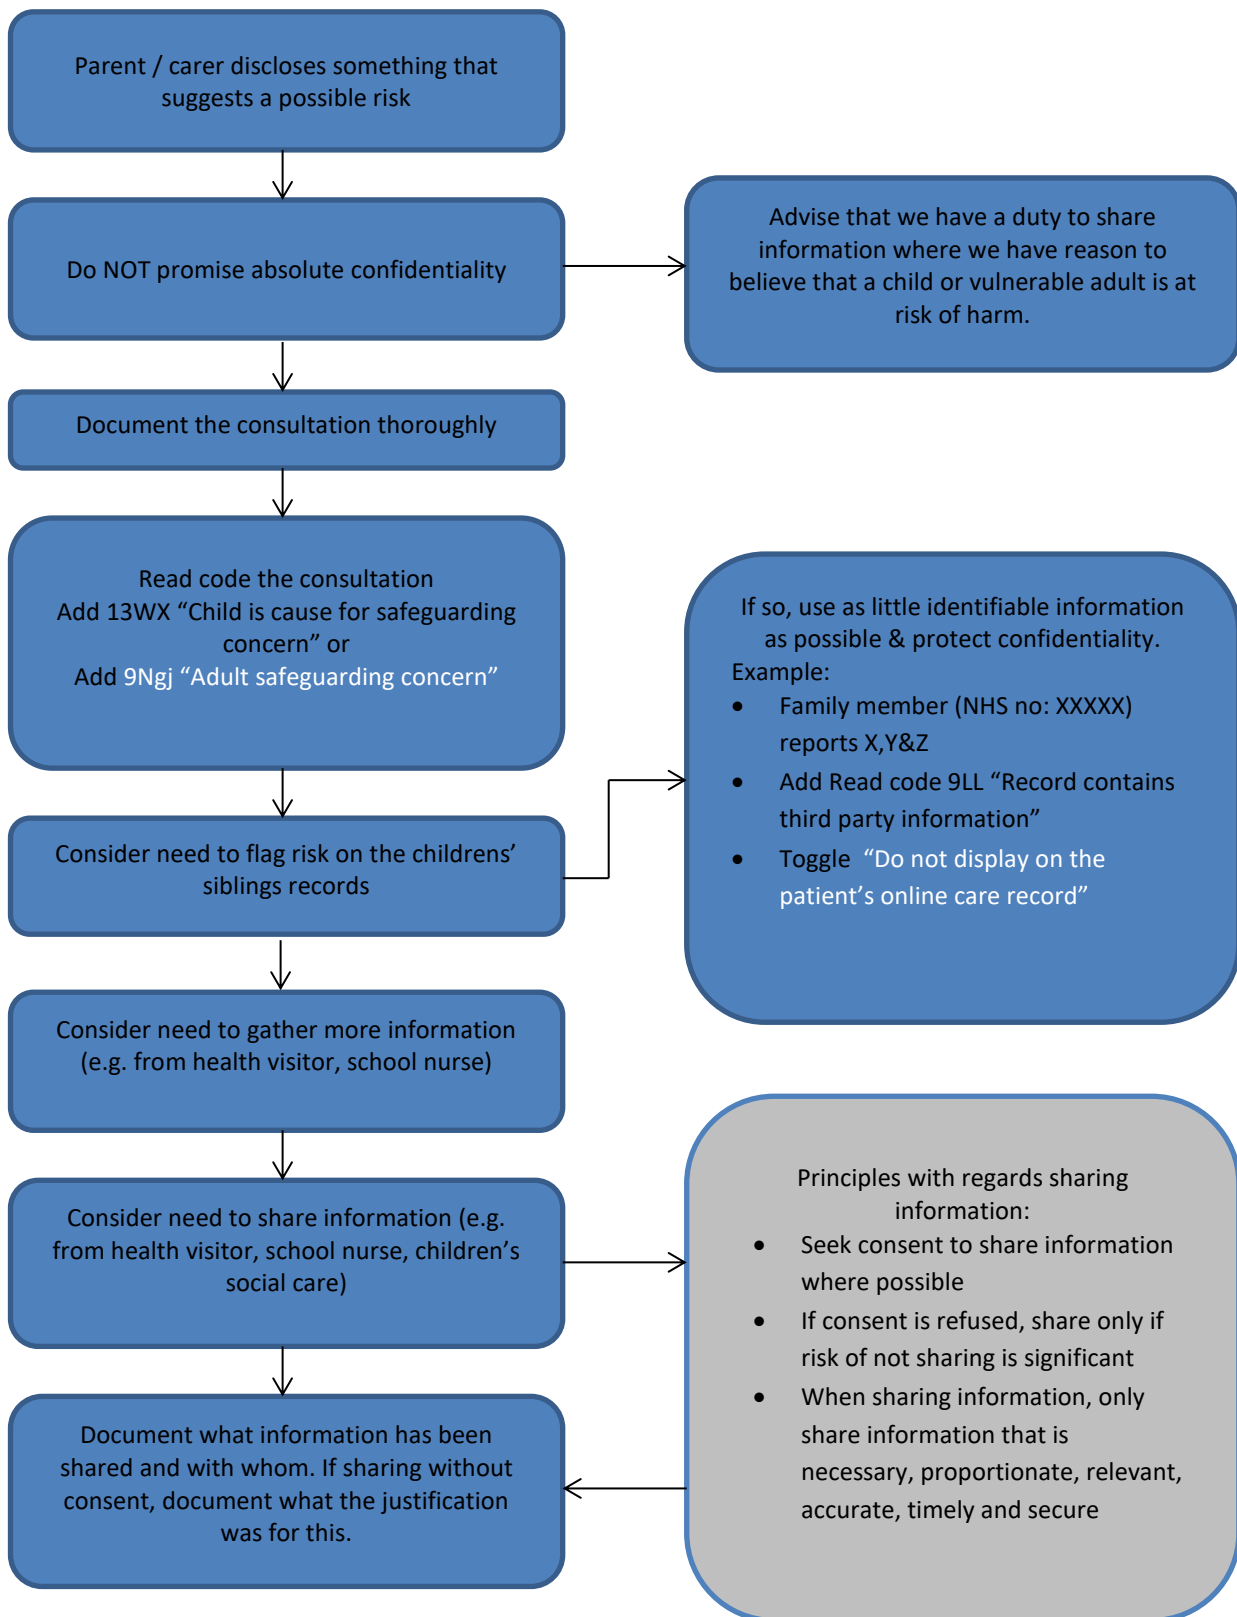 Parent / carer discloses something that
suggests a possible risk
Do NOT promise absolute confidentiality
Advise that we have a duty to share
information where we have reason to
believe that a child or vulnerable adult is at
risk of harm.
Document the consultation thoroughly
Read code the consultation
Add 13WX “Child is cause for safeguarding
concern” or
Add 9Ngj “Adult safeguarding concern”
Consider need to flag risk on the childrens’
siblings records
If so, use as little identifiable information
as possible & protect confidentiality.
Example:
• Family member (NHS no: XXXXX)
reports X,Y&Z
• Add Read code 9LL “Record contains
third party information”
• Toggle “Do not display on the
patient’s online care record”
Consider need to gather more information
(e.g. from health visitor, school nurse)
Consider need to share information (e.g.
from health visitor, school nurse, children’s
social care)
Principles with regards sharing
information:
• Seek consent to share information
where possible
• If consent is refused, share only if
risk of not sharing is significant
• When sharing information, only
share information that is
necessary, proportionate, relevant,
accurate, timely and secure
Document what information has been
shared and with whom. If sharing without
consent, document what the justification
was for this.